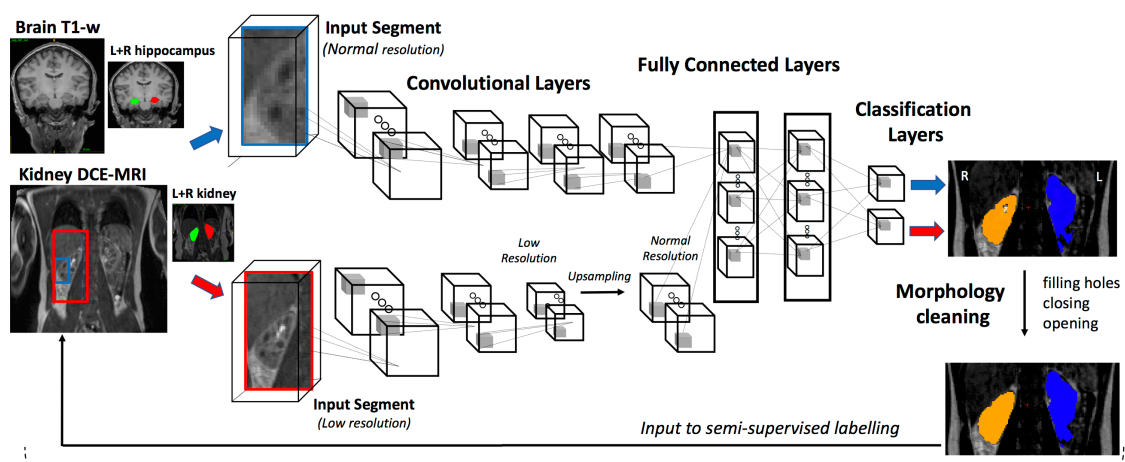 Brain T1-w
L+R hippocampus
Input Segment
(Normal resolution)
Convolutional Layers
Fully Connected Layers
Classification
Layers
Kidney DCE-MRI
L+R kidney
R
L
Low
Resolution
Upsampling
Normal
Resolution
Morphology
cleaning
filling holes
closing
opening
Input Segment
(Low resolution)
Input to semi-supervised labelling